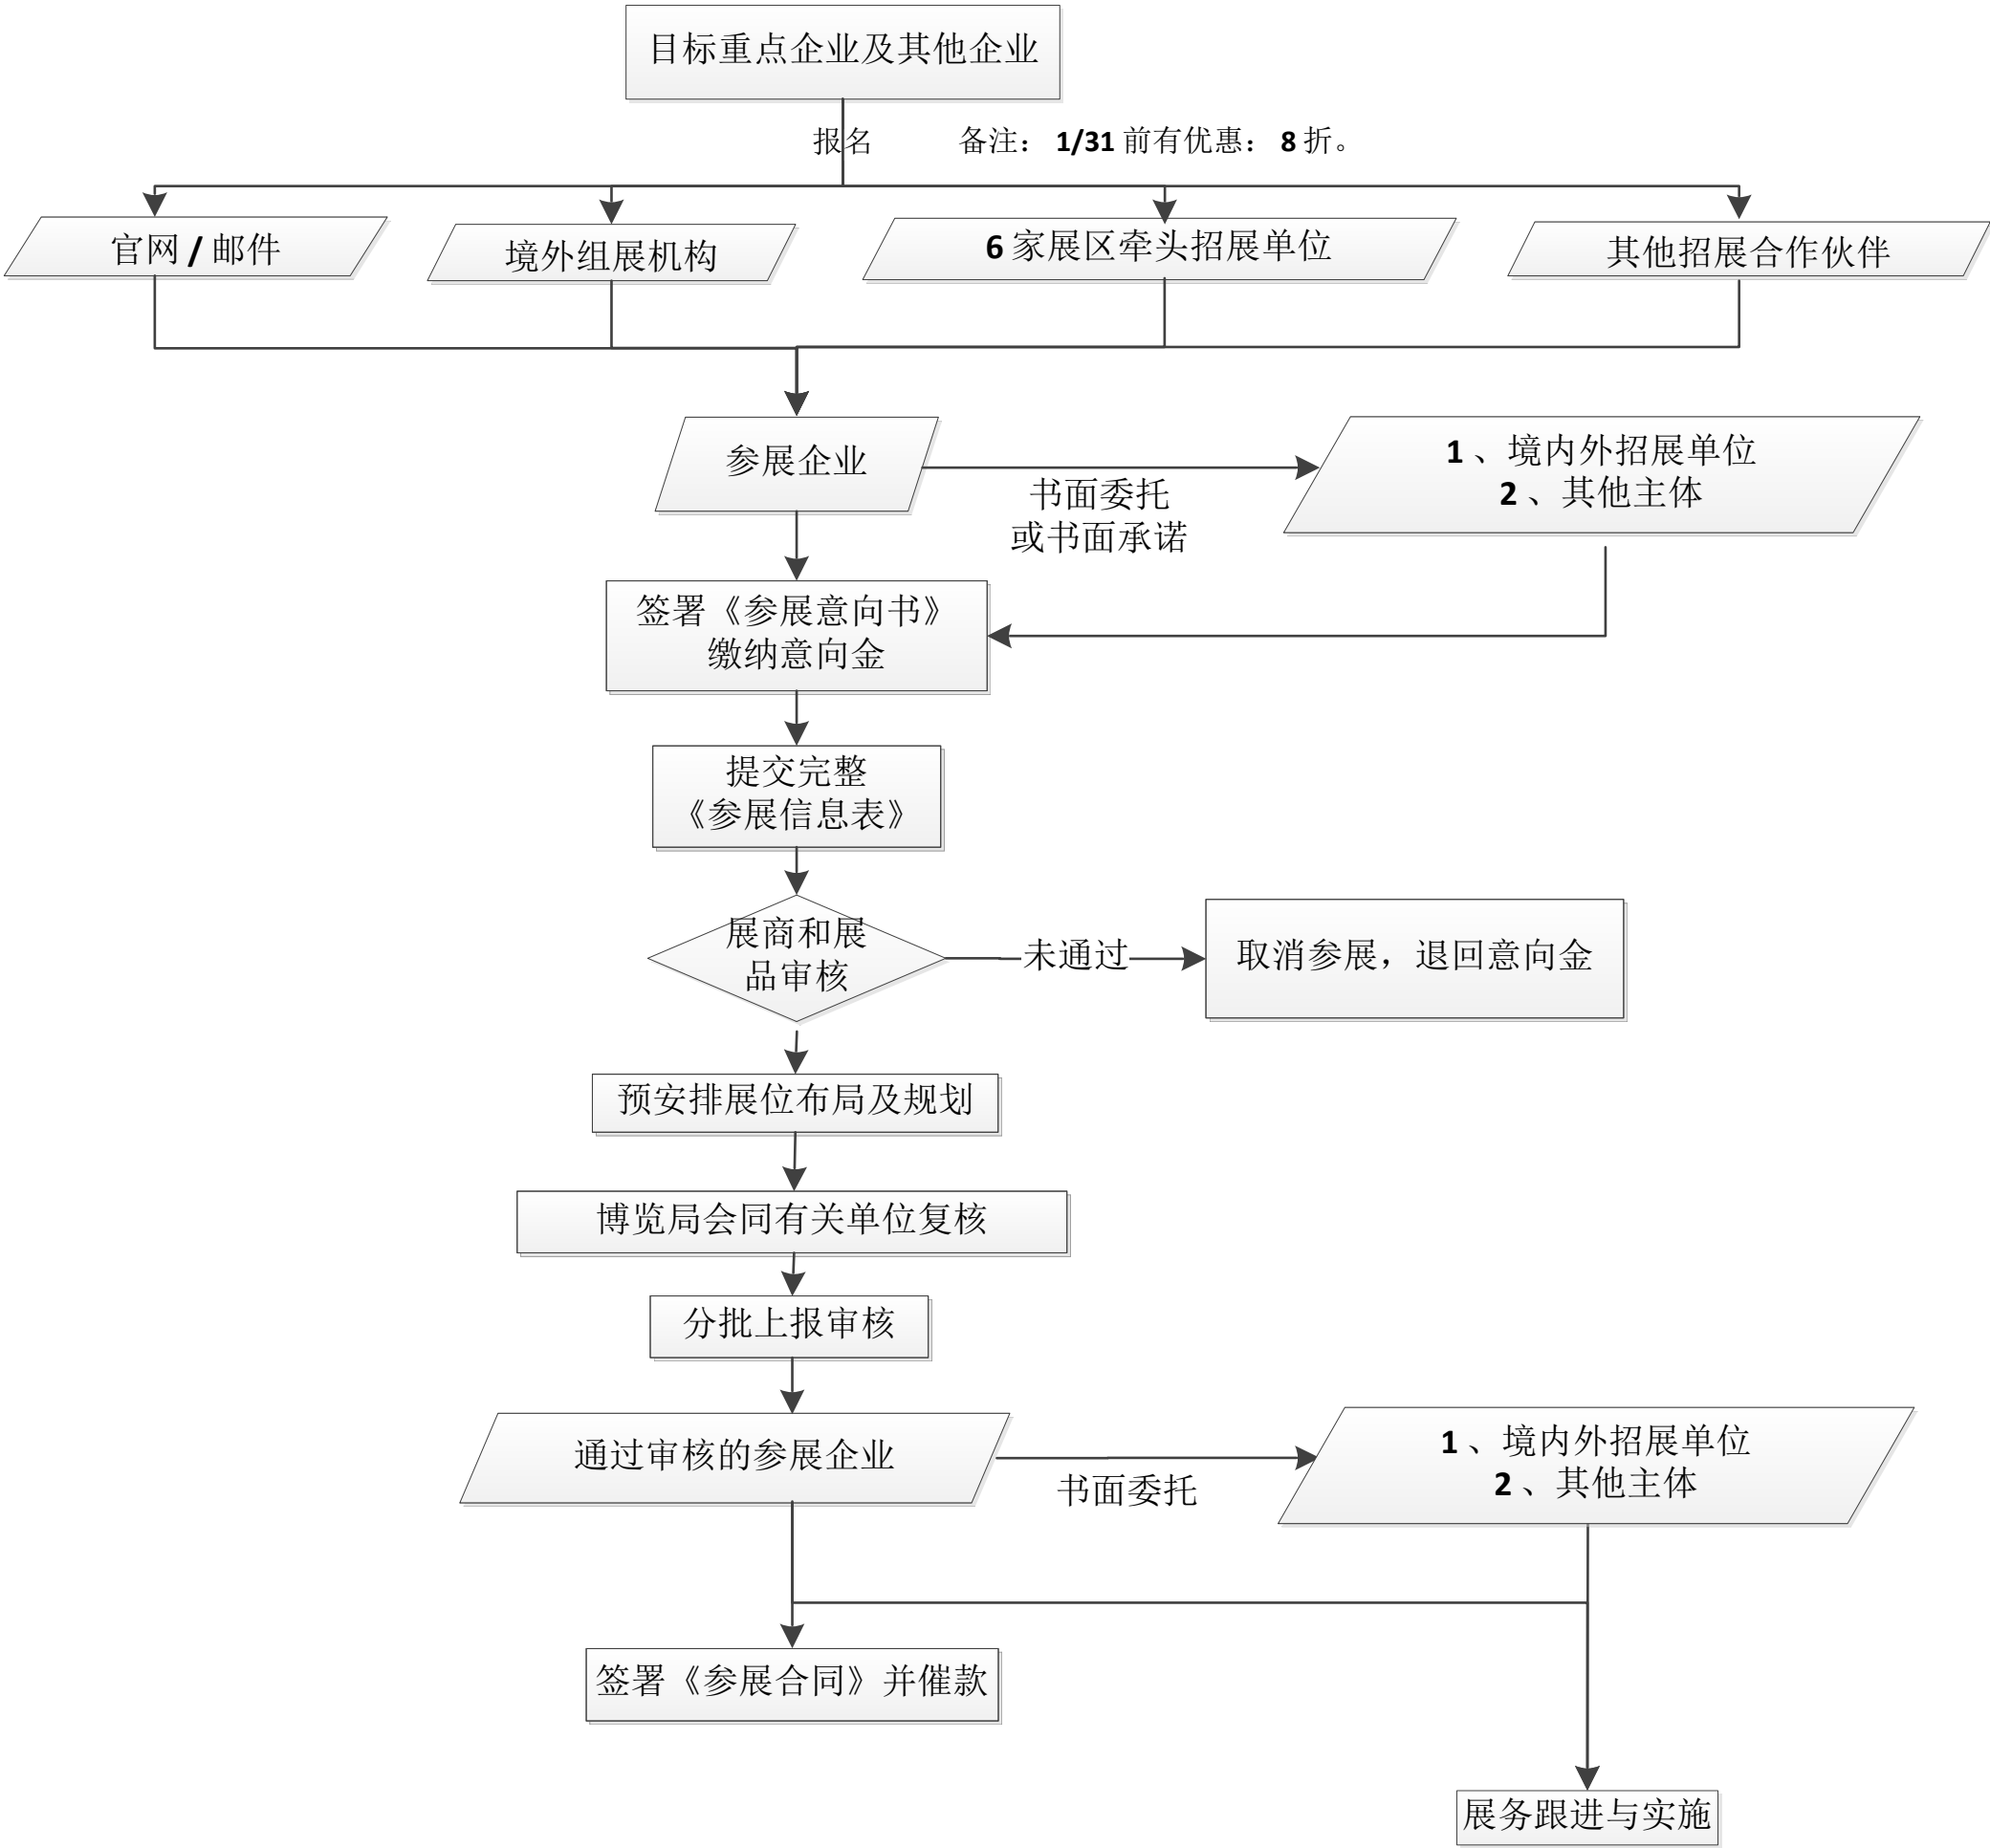 目标重点企业及其他企业
报名
备注： 1/31 前有优惠： 8 折。
官网 / 邮件
境外组展机构
6 家展区牵头招展单位
其他招展合作伙伴
参展企业
书面委托
或书面承诺
1 、境内外招展单位
2 、其他主体
签署《参展意向书》
缴纳意向金
提交完整
《参展信息表》
展商和展
品审核
未通过
取消参展，退回意向金
预安排展位布局及规划
博览局会同有关单位复核
分批上报审核
通过审核的参展企业
书面委托
1 、境内外招展单位
2 、其他主体
签署《参展合同》并催款
展务跟进与实施